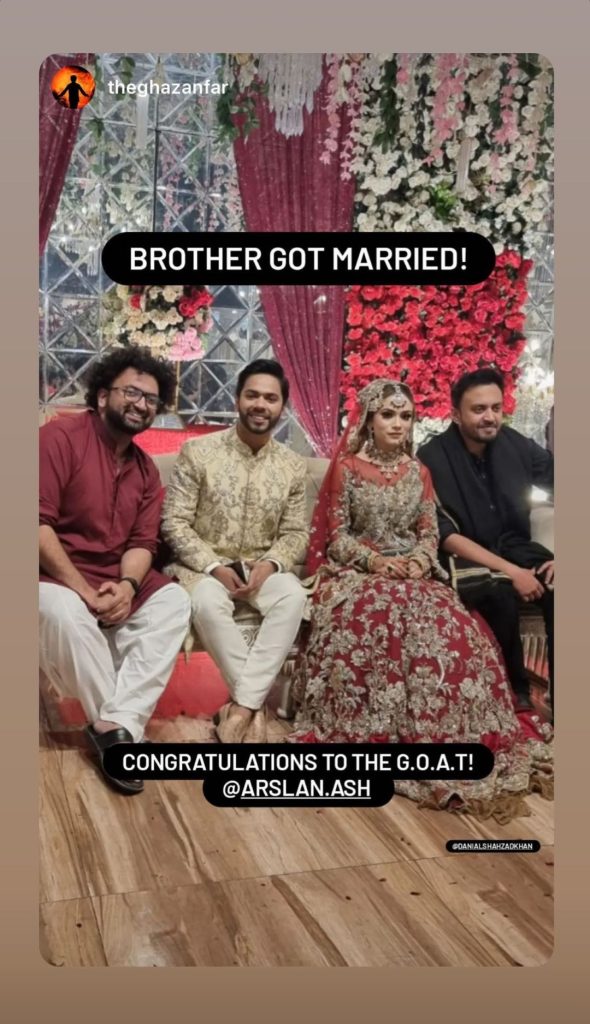 theghazanfar
BROTHER GOT MARRIED!
CONGRATULATIONS TO THE G.O.A.T!
@ARSLAN.ASH
@DANIALSHAHZADKHAN